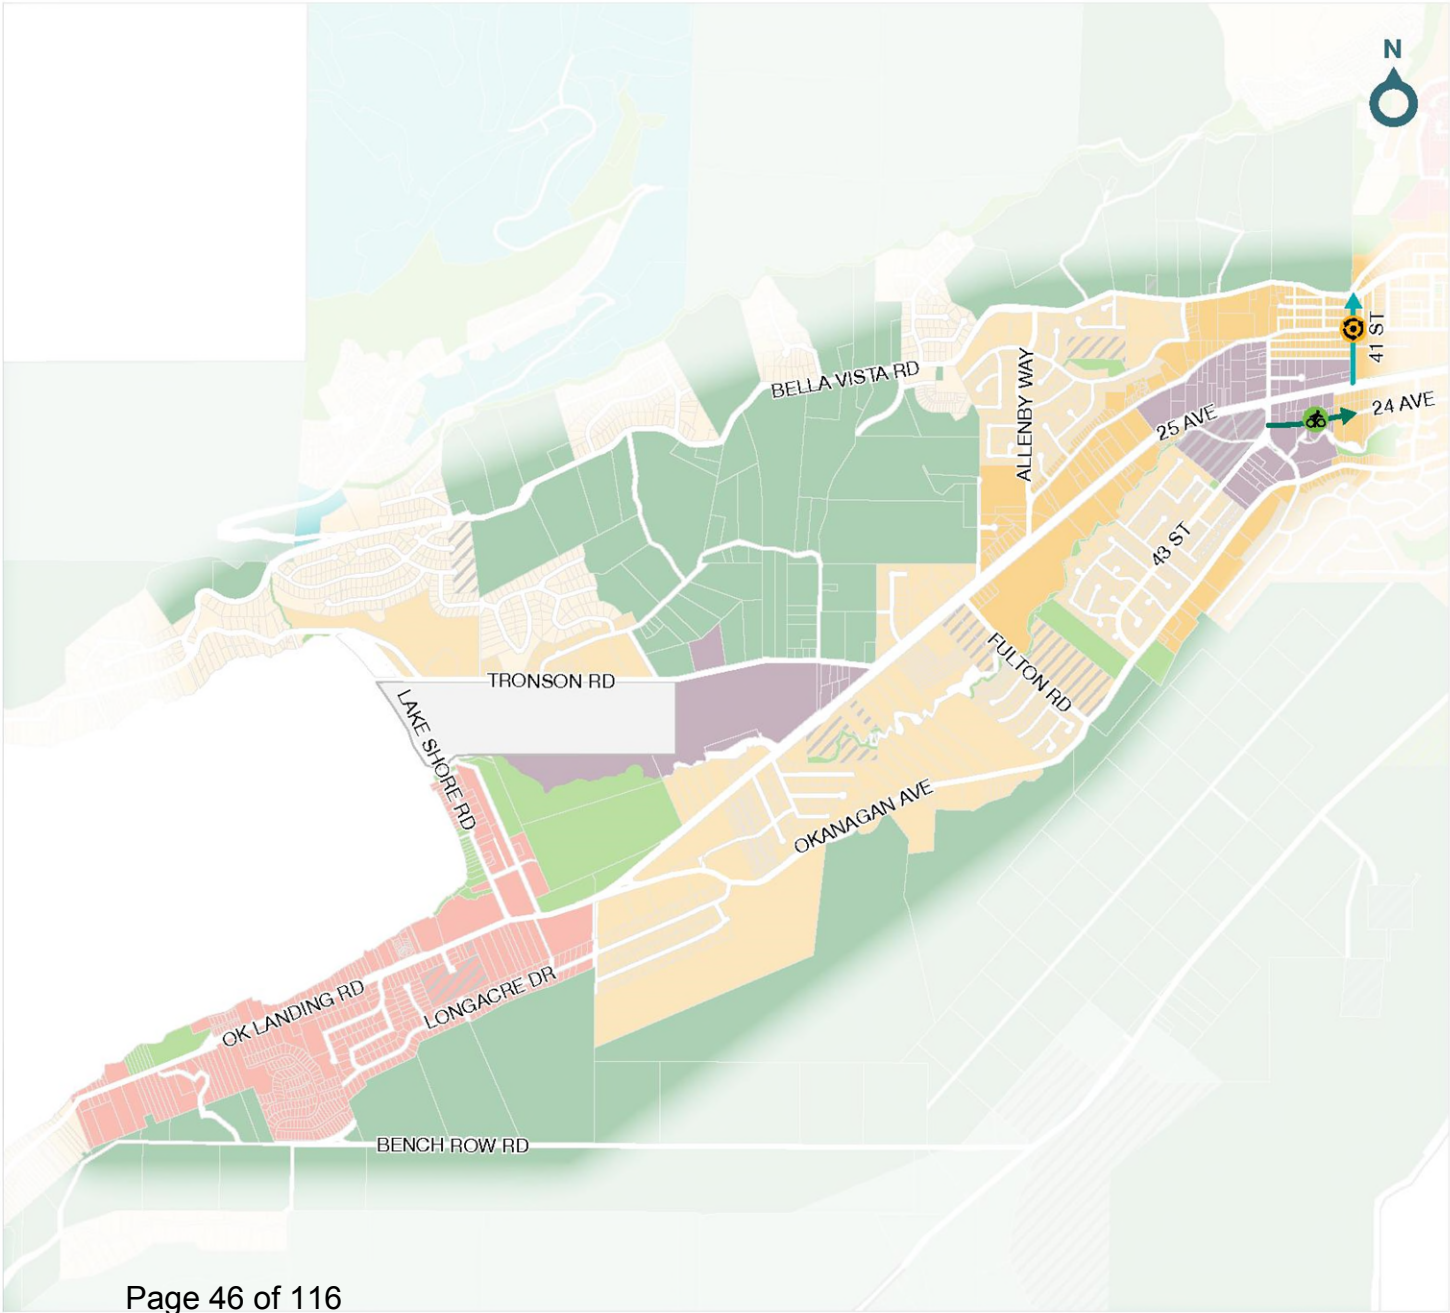 N
41 ST
BELLA VISTA RD
ALLENBY WAY
24 AVE
25 AVE
43 ST
FULTON RD
TRONSON RD
LAKE SHORE RD
OKANAGAN AVE
OK LANDING RD
LONGACRE DR
BENCH ROW RD
Page 46 of 116